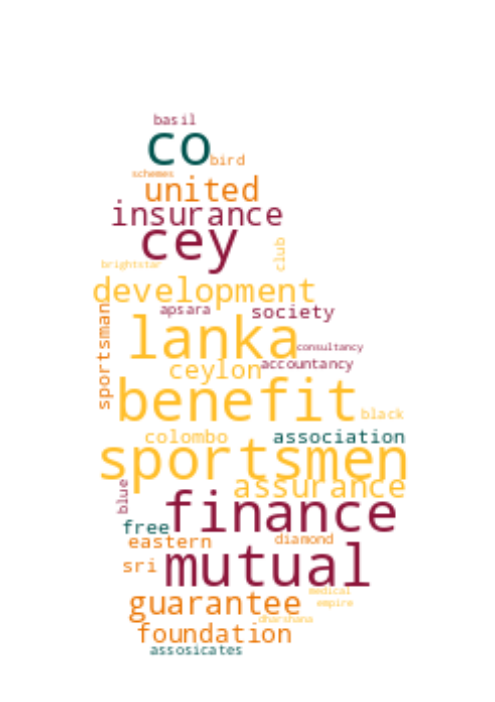 basil
co
bird
schemes
united
insurance
cey
club
brightstar
development
apsara
society
sportsman
lanka
consultancy
ceylon
accountancy
benefit
black
colombo
association
sportsmen
assurance
blue
finance
free
eastern
diamond
sri
mutual
medical
guarantee
empire
dharshana
foundation
assosicates